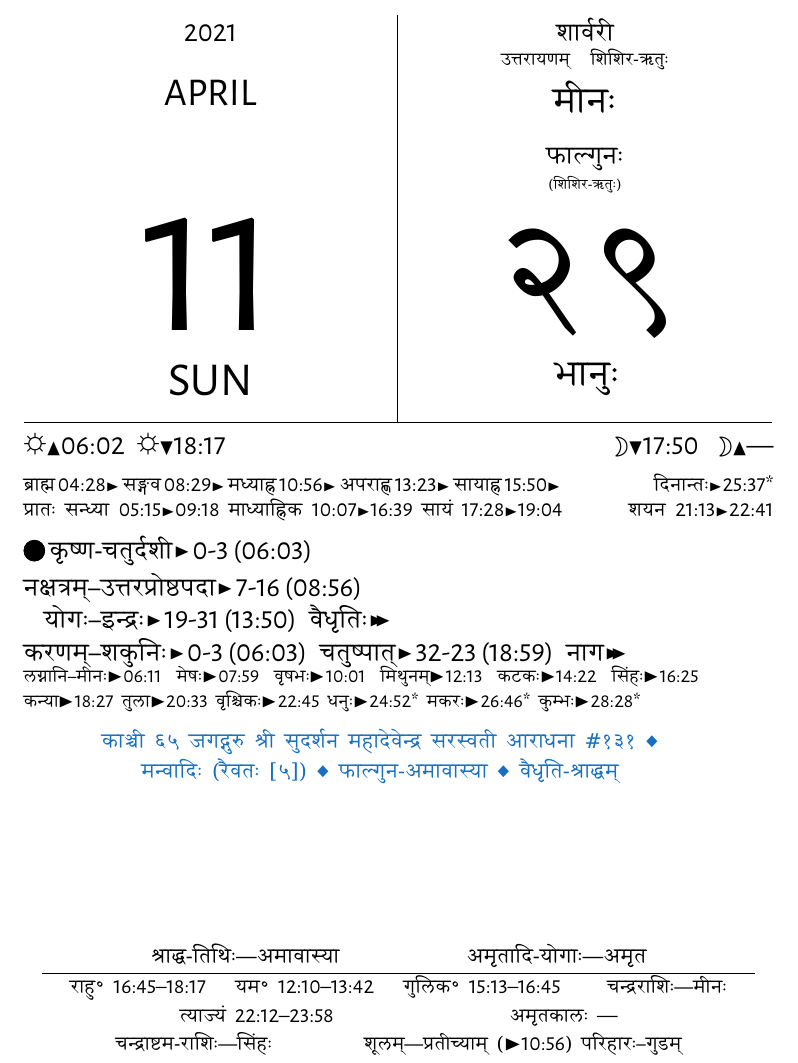 2021
APRIL
11
SUN
शार्वरी
उत्तरायणम् शिशिर-ऋतुः
मीनः
फाल्गुनः
(शिशिर-ऋतुः)
२९
भानुः
☼▲06:02 ☼▼18:17 ☽▼17:50 ☽▲—
ब्राह्म04:28► सङ्गव08:29► मध्याह्न10:56► अपराह्ण13:23► सायाह्न15:50► दिनान्तः►25:37*
प्रातः सन्ध्या 05:15►09:18 माध्याह्निक 10:07►16:39 सायं 17:28►19:04 शयन 21:13►22:41
●कृष्ण-चतुर्दशी►0-3 (06:03)
नक्षत्रम्–उत्तरप्रोष्ठपदा►7-16 (08:56)
योगः–इन्द्रः►19-31 (13:50) वैधृतिः►►
करणम्–शकुनिः►0-3 (06:03) चतुष्पात्►32-23 (18:59) नाग►►
लग्नानि–मीनः►06:11 मेषः►07:59 वृषभः►10:01 मिथुनम्►12:13 कटकः►14:22 सिंहः►16:25
कन्या►18:27 तुला►20:33 वृश्चिकः►22:45 धनुः►24:52* मकरः►26:46* कुम्भः►28:28*
काञ्ची ६५ जगद्गुरु श्री सुदर्शन महादेवेन्द्र सरस्वती आराधना #१३१ ◆
मन्वादिः (रैवतः [५]) ◆ फाल्गुन-अमावास्या ◆ वैधृति-श्राद्धम्
श्राद्ध-तिथिः—अमावास्या अमृतादि-योगाः—अमृत
राहु° 16:45–18:17 यम° 12:10–13:42 गुलिक° 15:13–16:45 चन्द्रराशिः—मीनः
त्याज्यं 22:12–23:58 अमृतकालः —
चन्द्राष्टम-राशिः—सिंहः शूलम्—प्रतीच्याम् (►10:56) परिहारः–गुडम्